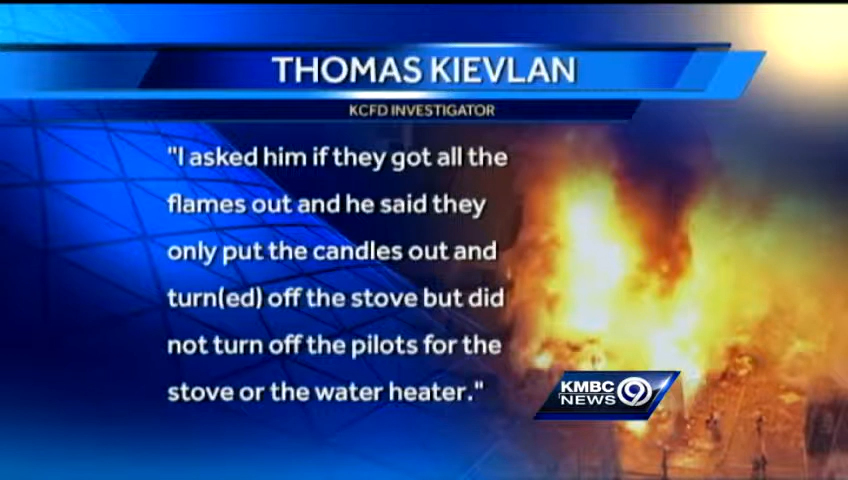 THOMAS KIEVLAN
KCFD INVESTIGATOR
"I asked him if they got all the
flames out and he said they
only put the candles out and
turn(ed) off the stove but did
not turn off the pilots for the
stove or the water heater."
KMBC
NEWS 9